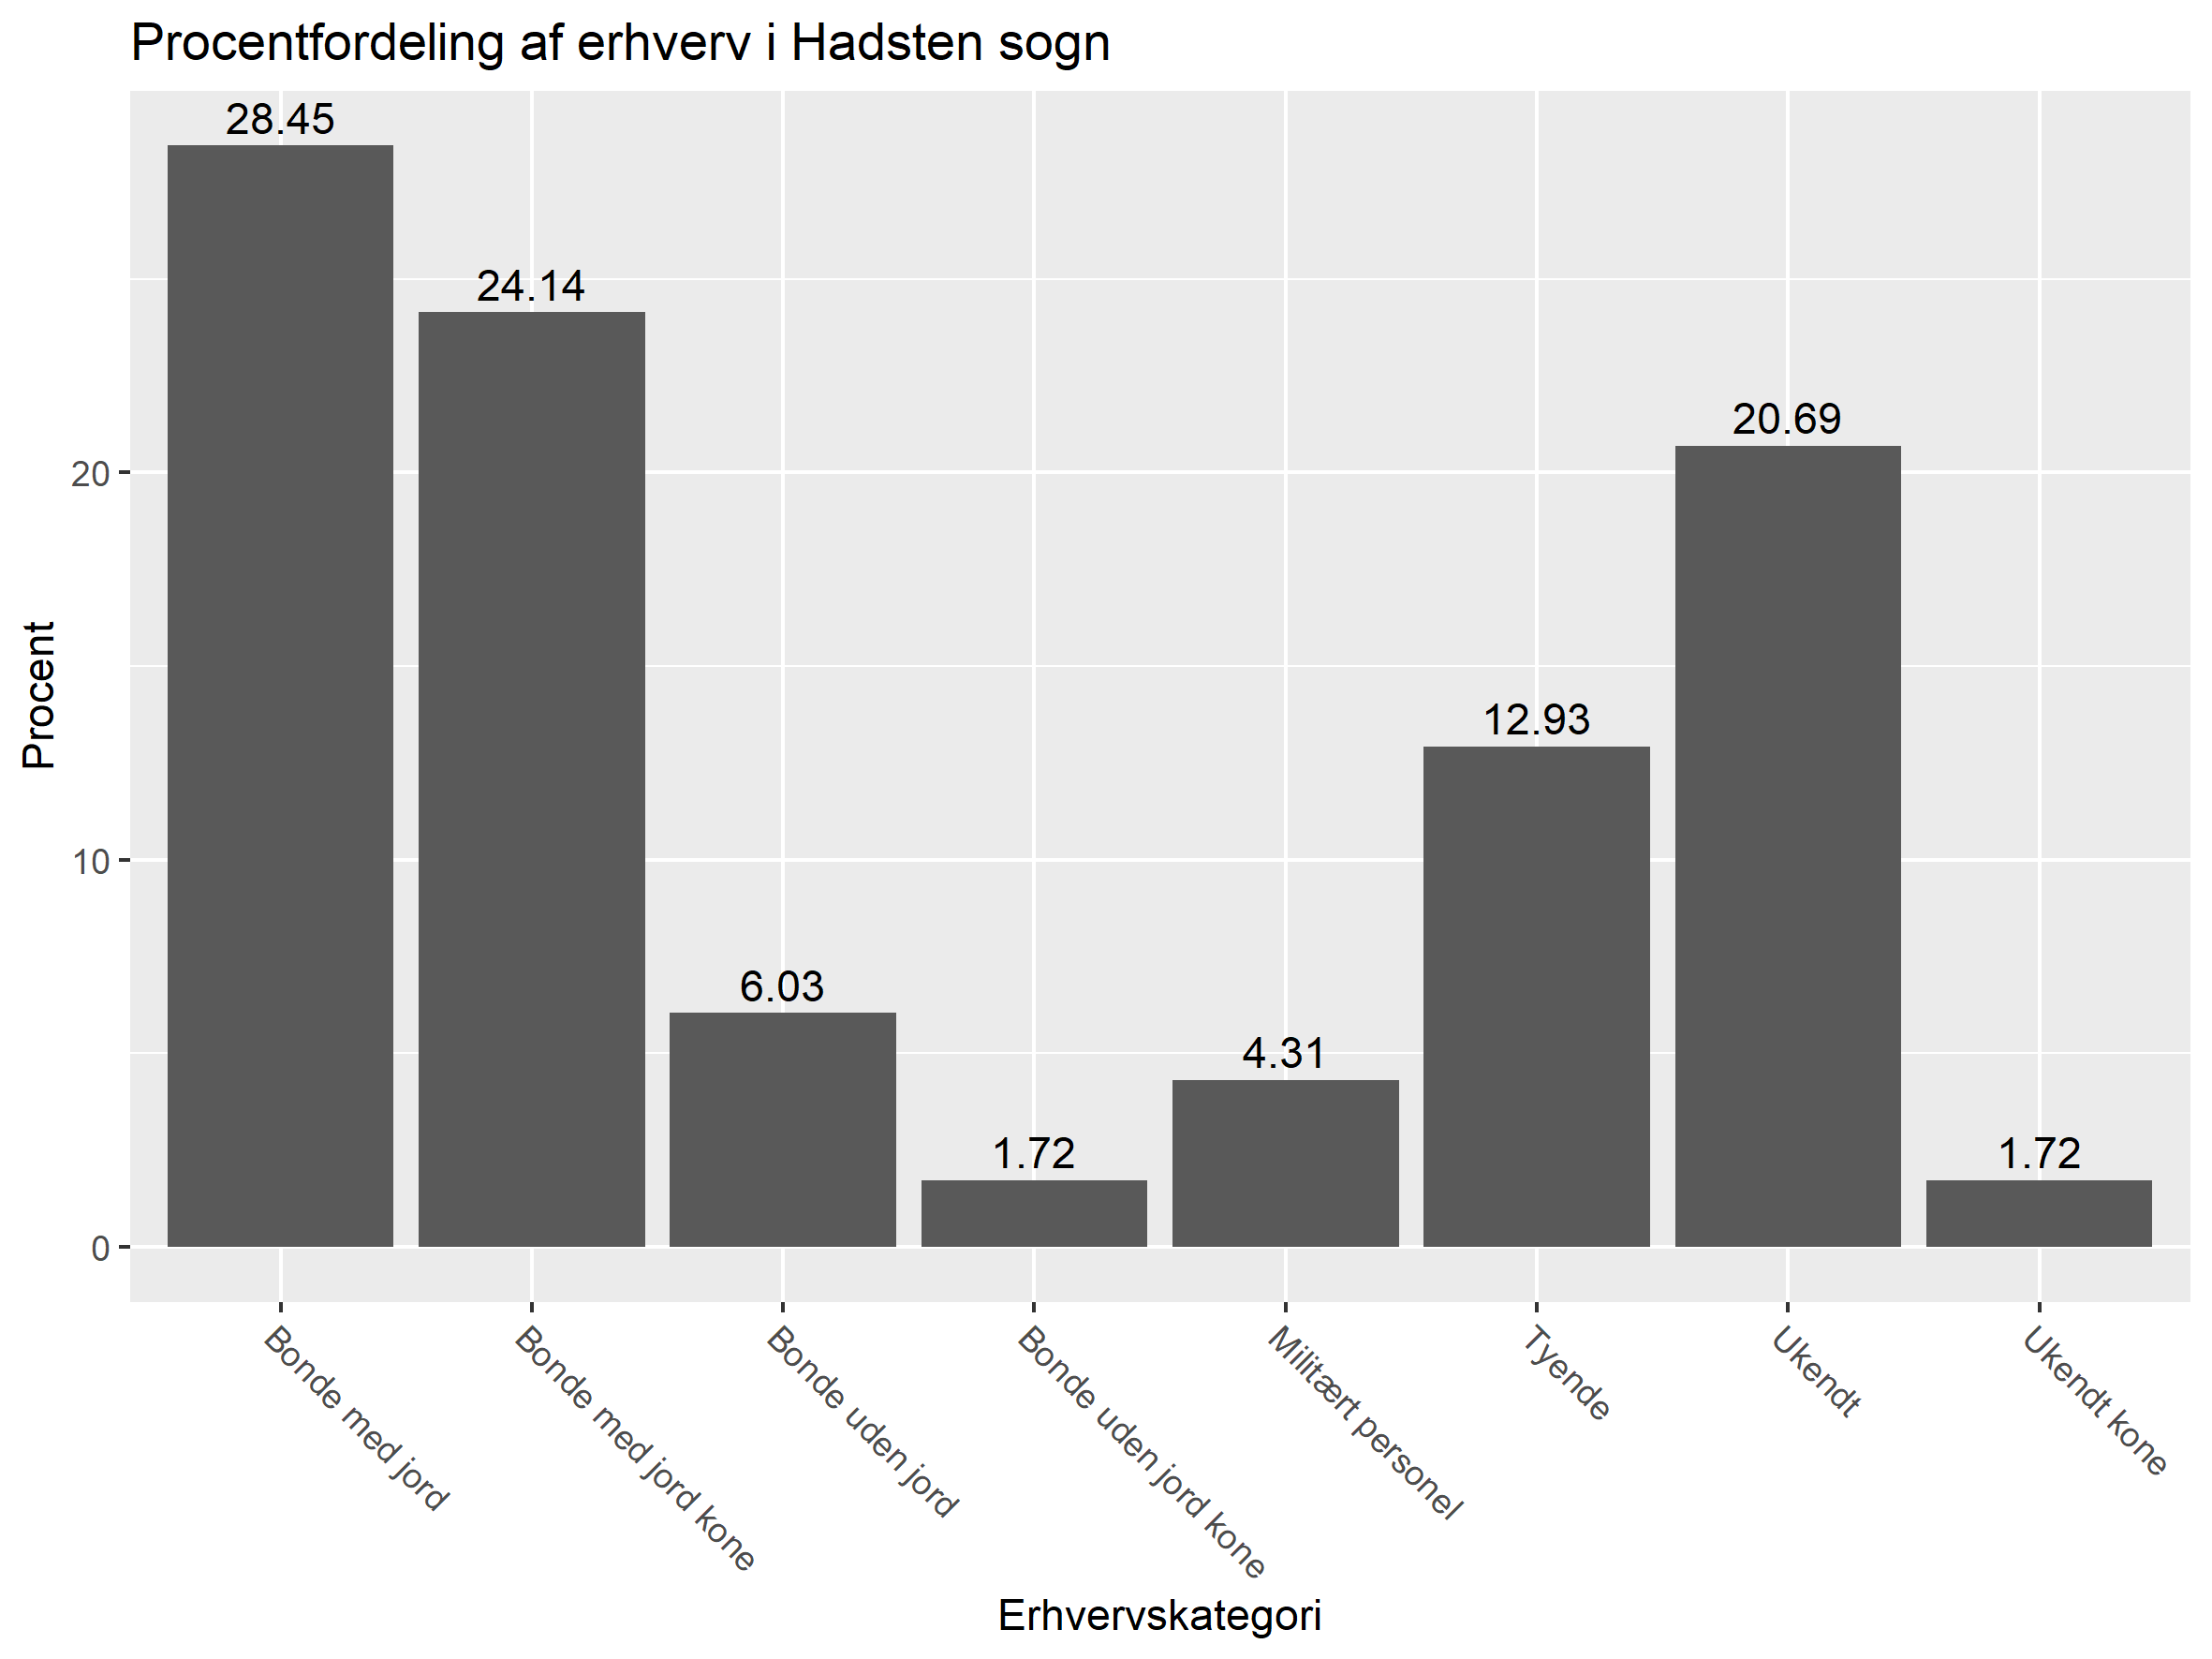 Procentfordeling af erhverv i Hadsten sogn
28.45
24.14
20.69
12.93
6.03
4.31
1.72
1.72
Procent
20
10
0
Bonde med jord
Bonde med jord kone
Bonde uden jord
Bonde uden jord kone
Militært personel
Tyende
Ukendt
Ukendt kone
Erhvervskategori